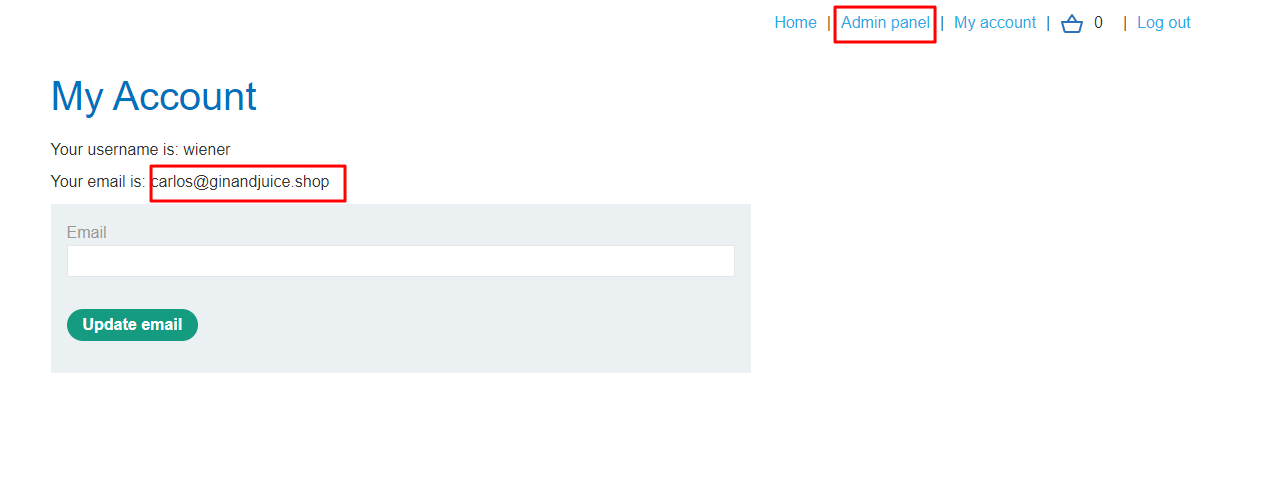 Home | Admin panel | My account | 0 | Log out
My Account
Your username is: wiener
Your email is: carlos@ginandjuice.shop
Email
Update email